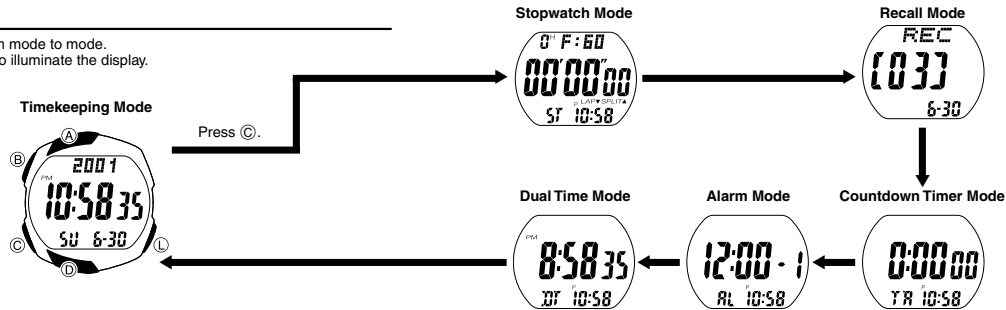 Stopwatch Mode
Recall Mode
m mode to mode.
o illuminate the display.
Timekeeping Mode
Press Ⓒ.
0H F:60
00'00"00
P LAP▼SPLIT▲
ST 10:58
REC
[03]
6-30
Ⓐ
Ⓑ
2001
PM
10:58 35
SU 6-30
Ⓒ
Ⓛ
Ⓓ
Dual Time Mode
Alarm Mode
Countdown Timer Mode
PM
8:58 35
P
DT 10:58
12:00 - 1
P
AL 10:58
0:00 00
P
TR 10:58